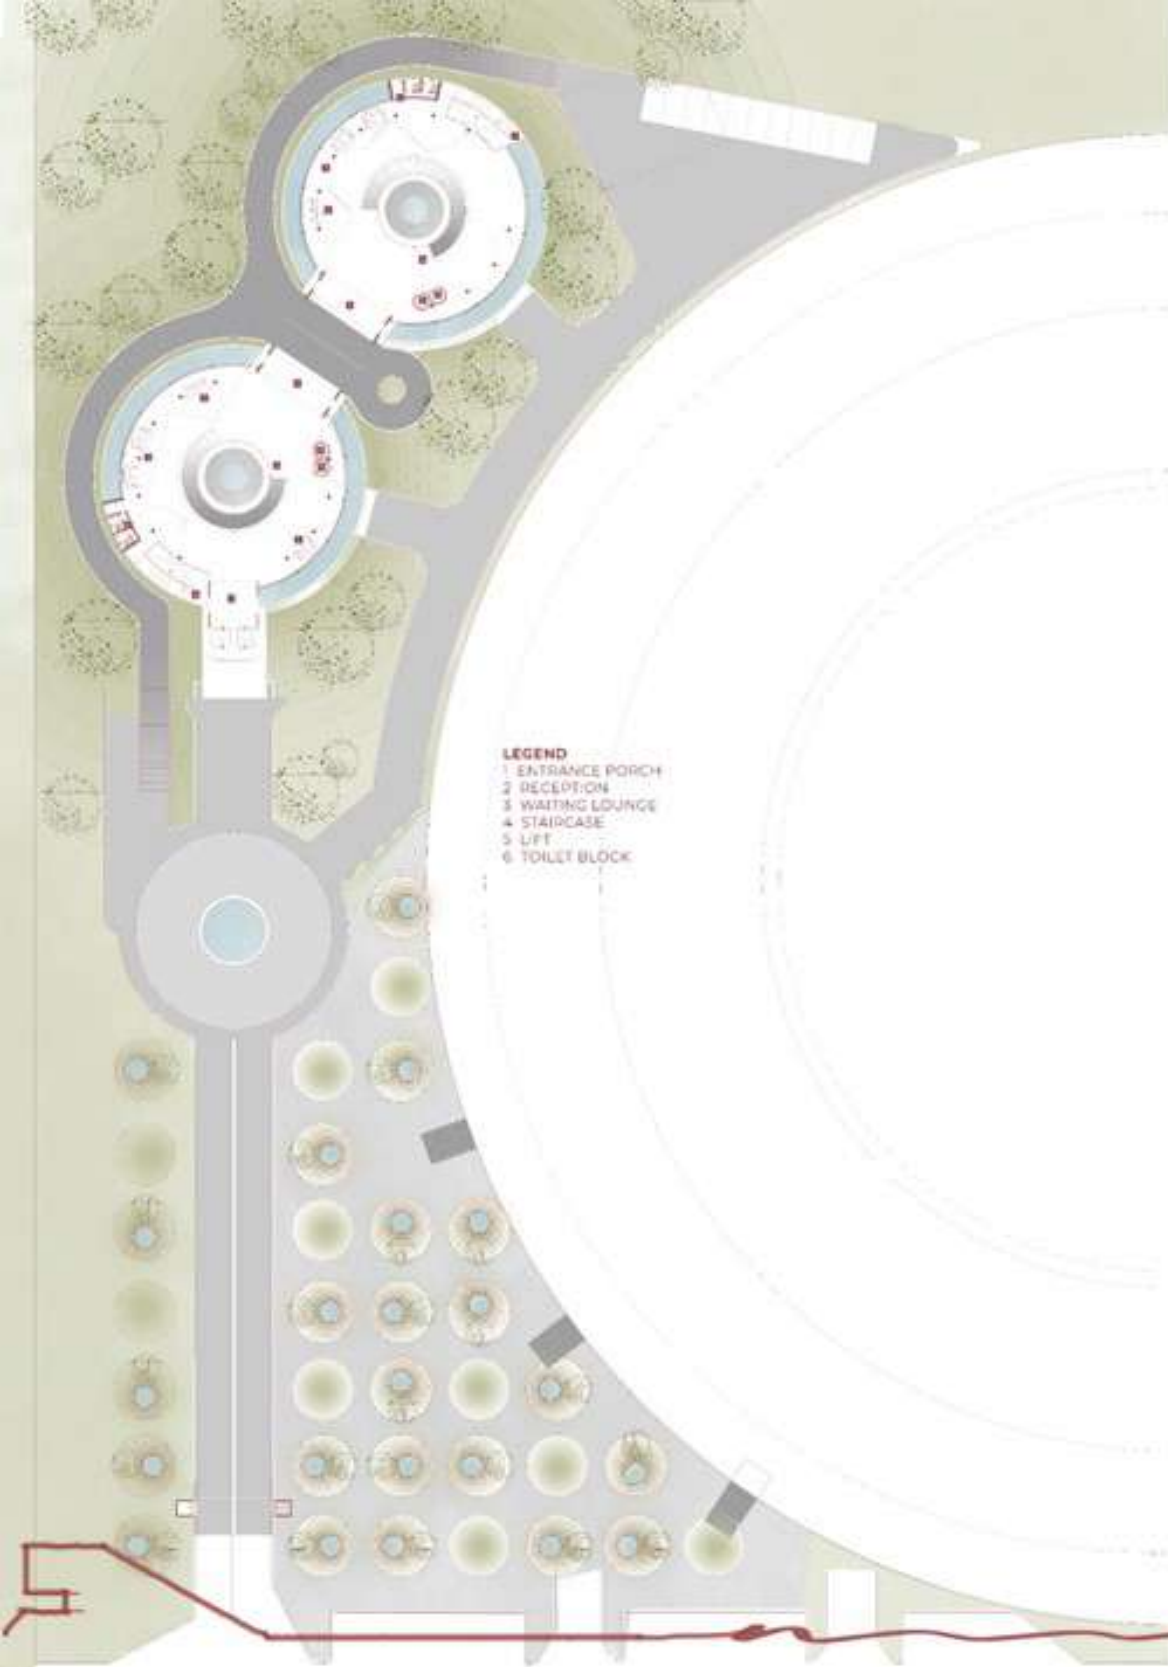 LEGEND
1 ENTRANCE PORCH
2 RECEPTION
3 WAITING LOUNGE
4 STAIRCASE
5 LIFT
6 TOILET BLOCK